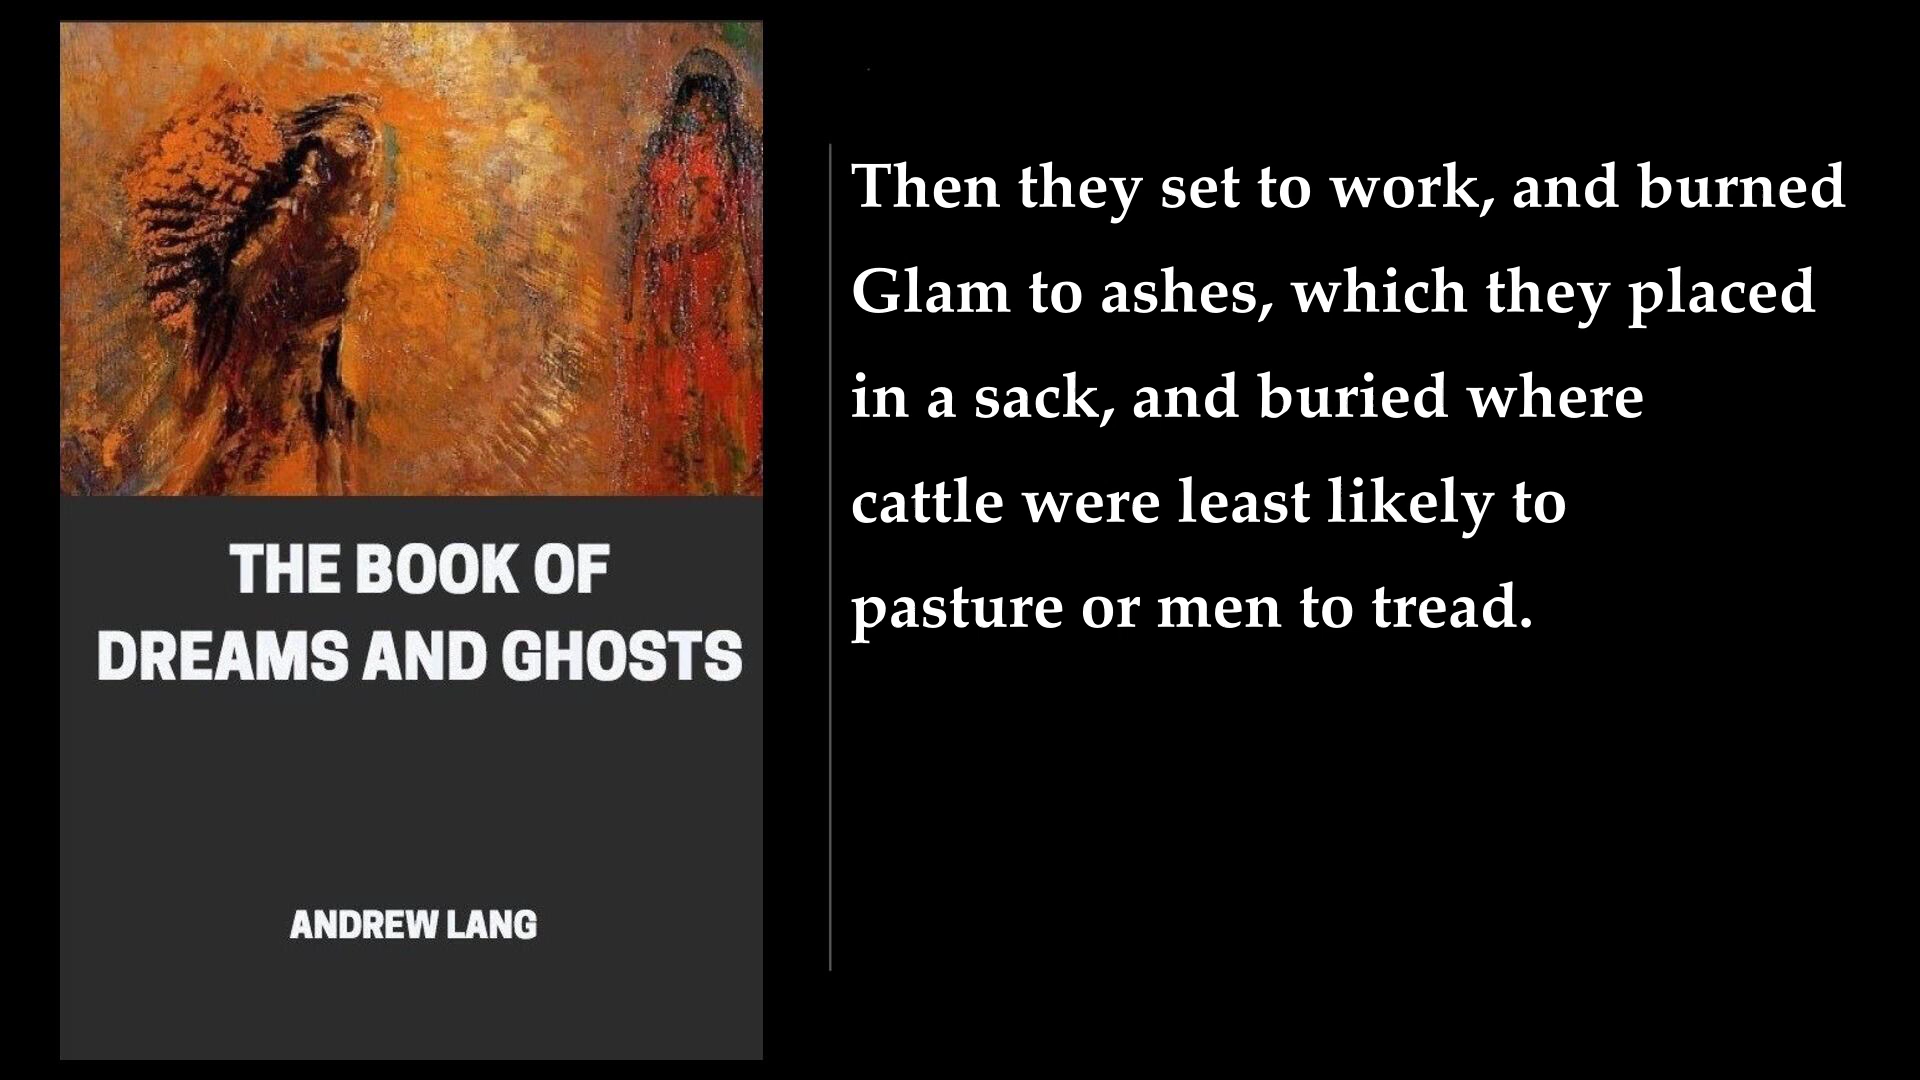 THE BOOK OF
DREAMS AND GHOSTS
ANDREW LANG
Then they set to work, and burned
Glam to ashes, which they placed
in a sack, and buried where
cattle were least likely to
pasture or men to tread.